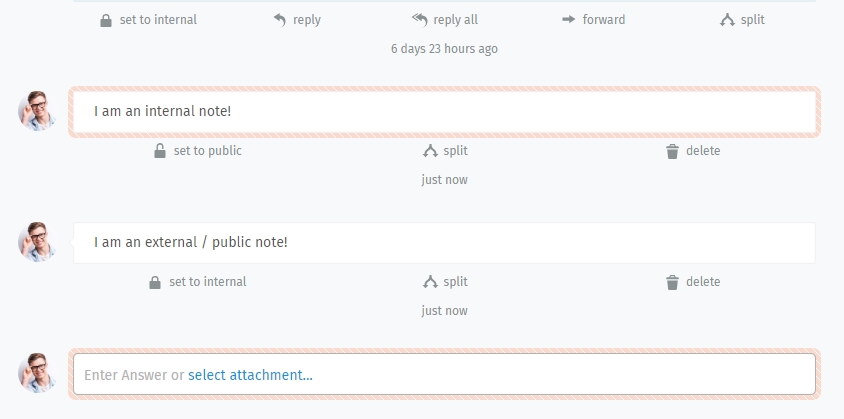 set to internal reply reply all forward split
6 days 23 hours ago
I am an internal note!
set to public split delete
just now
I am an external / public note!
set to internal split delete
just now
Enter Answer or select attachment...